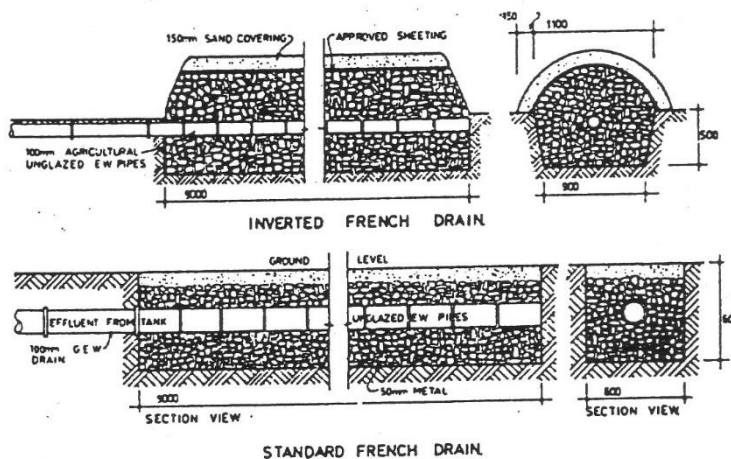 150mm SAND COVERING
APPROVED SHEETING
150
1100
100mm AGRICULTURAL
UNGLAZED EW PIPES
500
9000
900
INVERTED FRENCH DRAIN.
GROUND LEVEL
EFFLUENT FROM TANK
UNGLAZED EW PIPES
100mm G.E.W
DRAIN
50mm METAL
9000
600
SECTION VIEW
SECTION VIEW.
STANDARD FRENCH DRAIN.